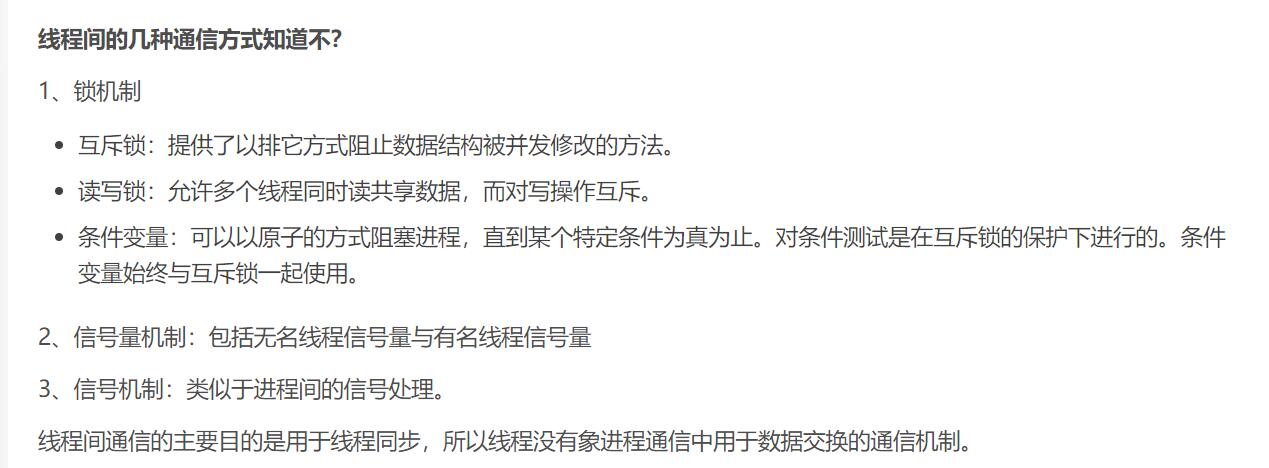 线程间的几种通信方式知道不？
1、锁机制
• 互斥锁：提供了以排它方式阻止数据结构被并发修改的方法。
• 读写锁：允许多个线程同时读共享数据，而对写操作互斥。
• 条件变量：可以以原子的方式阻塞进程，直到某个特定条件为真为止。对条件测试是在互斥锁的保护下进行的。条件
变量始终与互斥锁一起使用。
2、信号量机制：包括无名线程信号量与有名线程信号量
3、信号机制：类似于进程间的信号处理。
线程间通信的主要目的是用于线程同步，所以线程没有象进程通信中用于数据交换的通信机制。